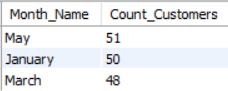 Month_Name Count_Customers
May 51
January 50
March 48